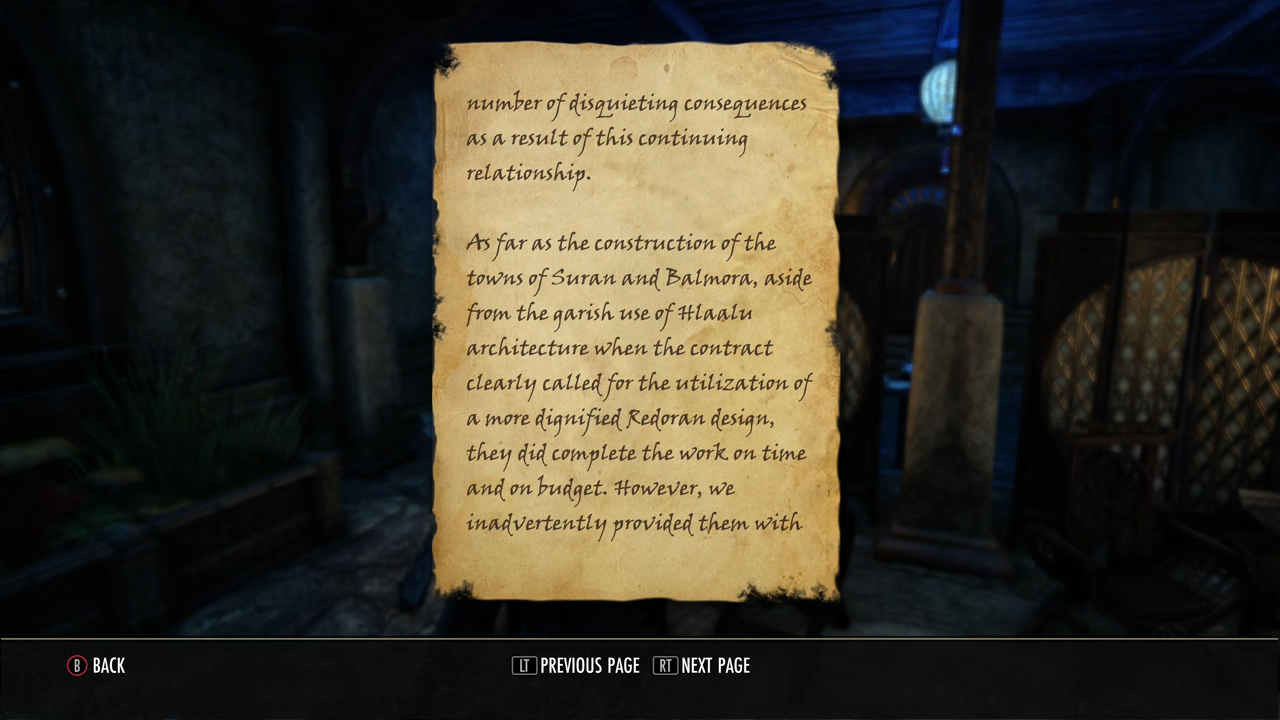 number of disquieting consequences
as a result of this continuing
relationship.
As far as the construction of the
towns of Suran and Balmora, aside
from the garish use of Hlaalu
architecture when the contract
clearly called for the utilization of
a more dignified Redoran design,
they did complete the work on time
and on budget. However, we
inadvertently provided them with
B BACK LT PREVIOUS PAGE RT NEXT PAGE